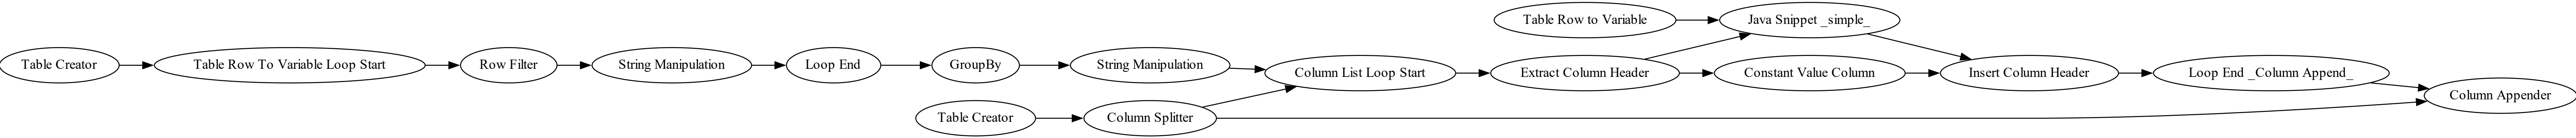 Table Row to Variable
Java Snippet _simple_
Table Creator
Table Row To Variable Loop Start
Row Filter
String Manipulation
Loop End
GroupBy
String Manipulation
Column List Loop Start
Extract Column Header
Constant Value Column
Insert Column Header
Loop End _Column Append_
Column Appender
Table Creator
Column Splitter